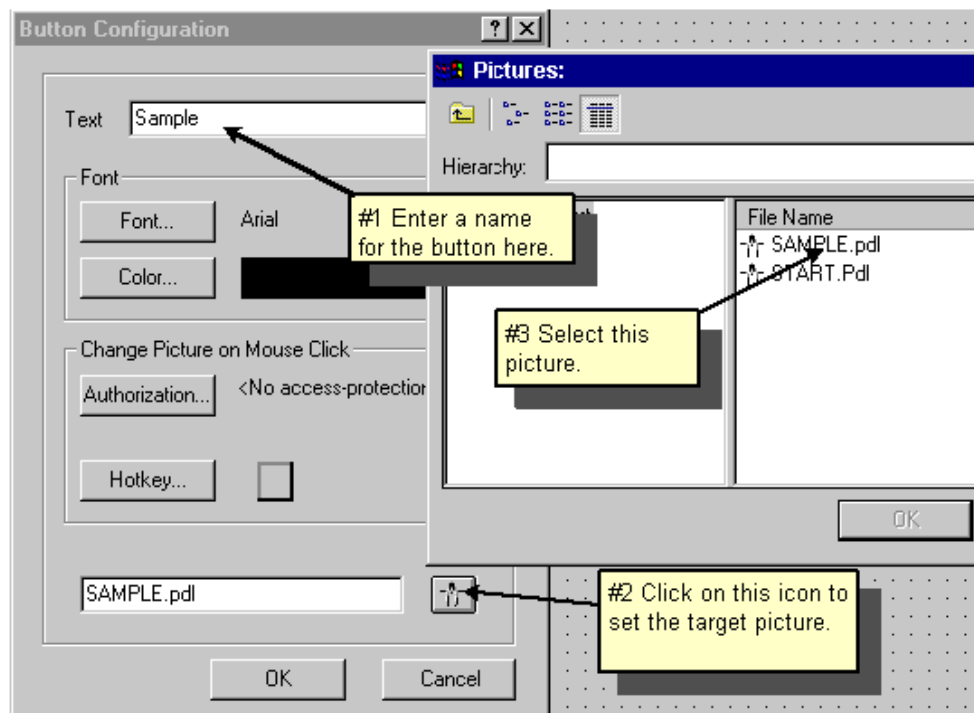 Button Configuration
Pictures:
Text
Sample
Hierarchy:
Font
Font...
Arial
#1 Enter a name
for the button here.
File Name
SAMPLE.pdl
START.Pdl
Color...
#3 Select this
picture.
Change Picture on Mouse Click
Authorization...
<No access-protection
Hotkey...
OK
SAMPLE.pdl
#2 Click on this icon to
set the target picture.
OK
Cancel